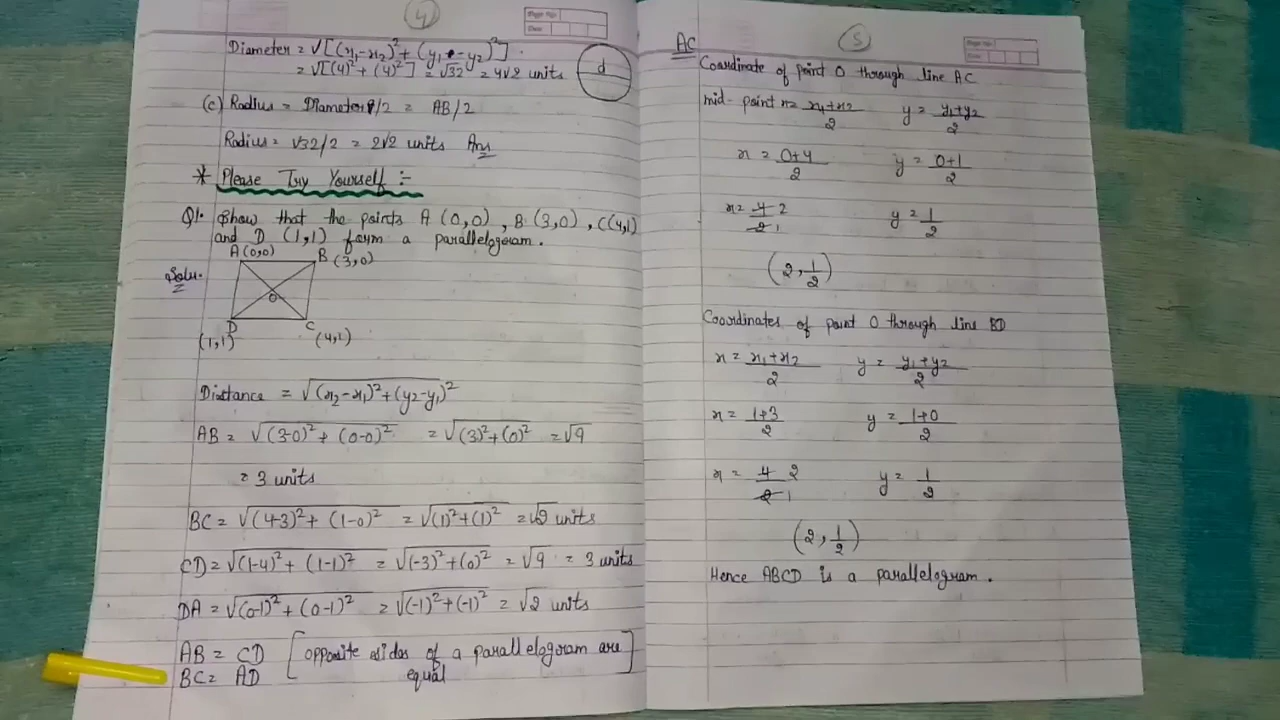 4
Diameter = √[(x₁-x₂)² + (y₁-y₂)²]
= √[(4)² + (4)²] = √32 = 4√2 units
d
(c) Radius = Diameter/2 = AB/2
Radius = √32/2 = 2√2 units Ans
* Please Try Yourself :-
Q1. Show that the points A (0,0), B (3,0), C(4,1)
and D (1,1) form a parallelogram.
Solu.
A(0,0) B (3,0)
O
D C
(1,1) (4,1)
Distance = √(x₂-x₁)² + (y₂-y₁)²
AB = √(3-0)² + (0-0)² = √(3)² + (0)² = √9
= 3 units
BC = √(4-3)² + (1-0)² = √(1)² + (1)² = √2 units
CD = √(1-4)² + (1-1)² = √(-3)² + (0)² = √9 = 3 units
DA = √(0-1)² + (0-1)² = √(-1)² + (-1)² = √2 units
AB = CD [opposite sides of a parallelogram are
BC = AD equal]
5
AC
Coordinate of point O through line AC
mid-point x = x₁+x₂/2 y = y₁+y₂/2
x = 0+4/2 y = 0+1/2
x = 4/2 2/1 y = 1/2
(2, 1/2)
Coordinates of point O through line BD
x = x₁+x₂/2 y = y₁+y₂/2
x = 1+3/2 y = 1+0/2
x = 4/2 2/1 y = 1/2
(2, 1/2)
Hence ABCD is a parallelogram.